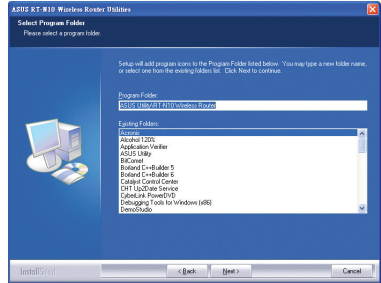 ASUS RT-N10 Wireless Router Utilities
Select Program Folder
Please select a program folder.
Setup will add program icons to the Program Folder listed below. You may type a new folder name, or select one from the existing folders list. Click Next to continue.
Program Folder:
ASUS Utility\RT-N10 Wireless Router
Existing Folders:
Acronis
Alcohol 120%
Application Verifier
ASUS Utility
BitComet
Borland C++Builder 5
Borland C++Builder 6
Catalyst Control Center
CHT Up2Date Service
CyberLink PowerDVD
Debugging Tools for Windows (x86)
DemoStudio
InstallShield
< Back
Next >
Cancel